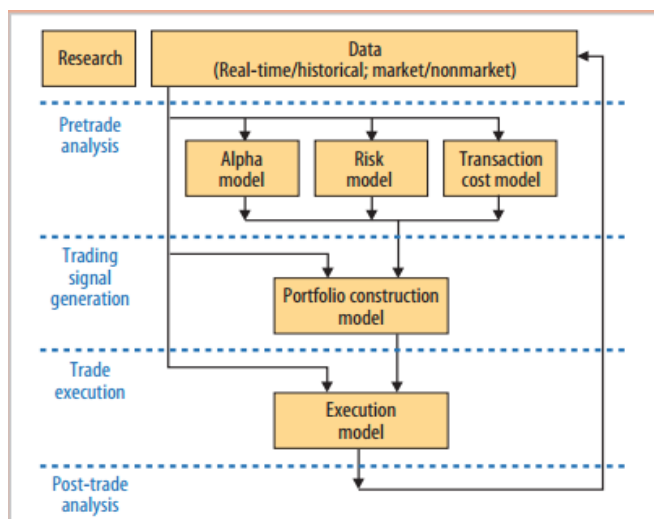 Research
Data
(Real-time/historical; market/nonmarket)
Pretrade
analysis
Alpha
model
Risk
model
Transaction
cost model
Trading
signal
generation
Portfolio construction
model
Trade
execution
Execution
model
Post-trade
analysis